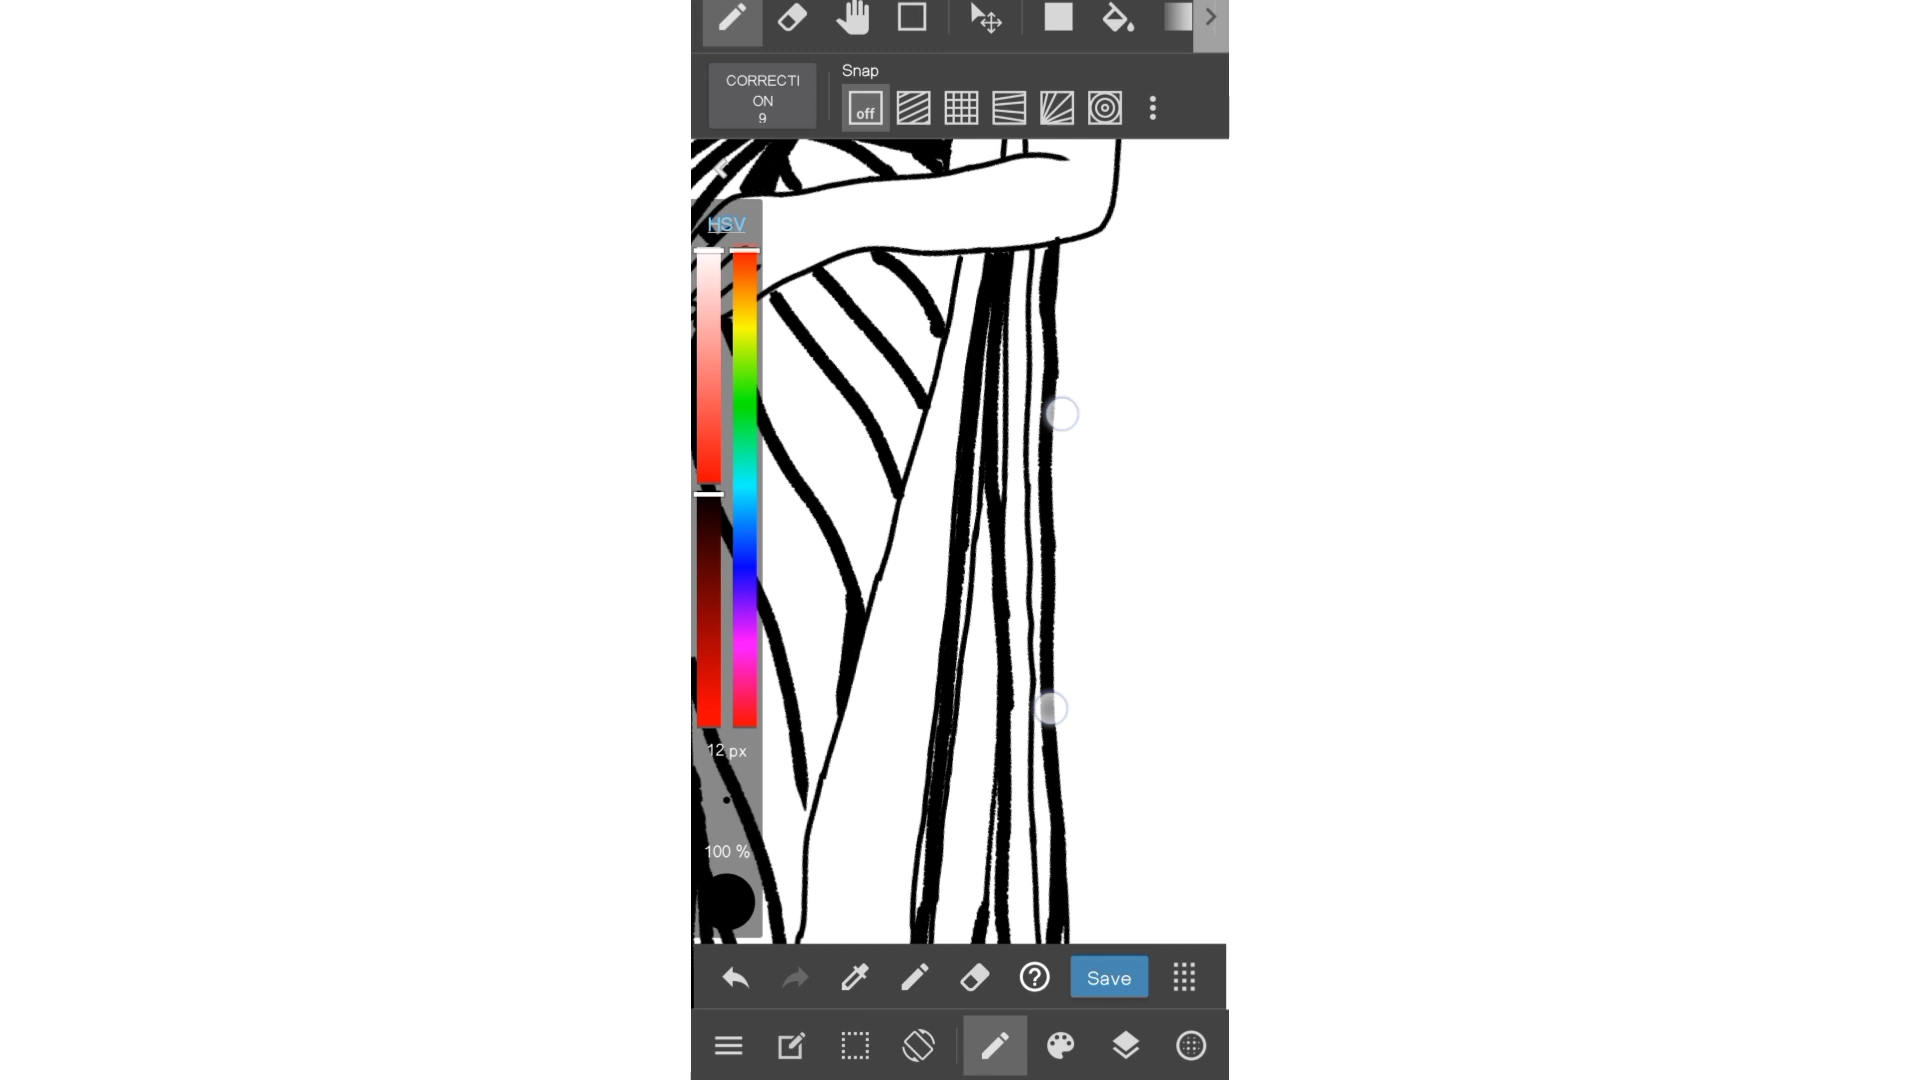 CORRECTI
ON
9
Snap
off
HSV
12 px
100 %
Save